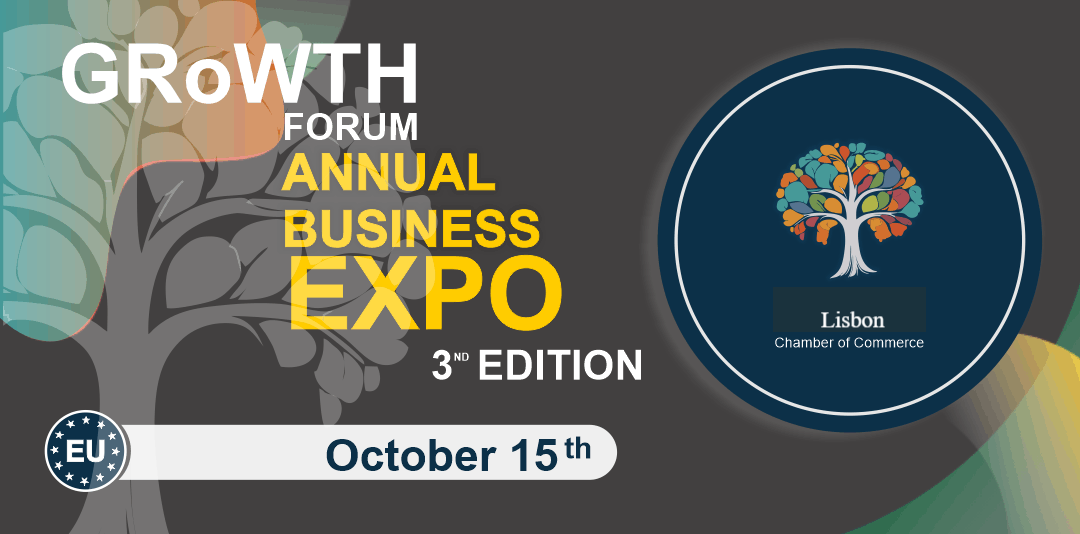 GRoWTH
FORUM
ANNUAL
BUSINESS
EXPO
3ND EDITION
EU
October 15th
Lisbon
Chamber of Commerce